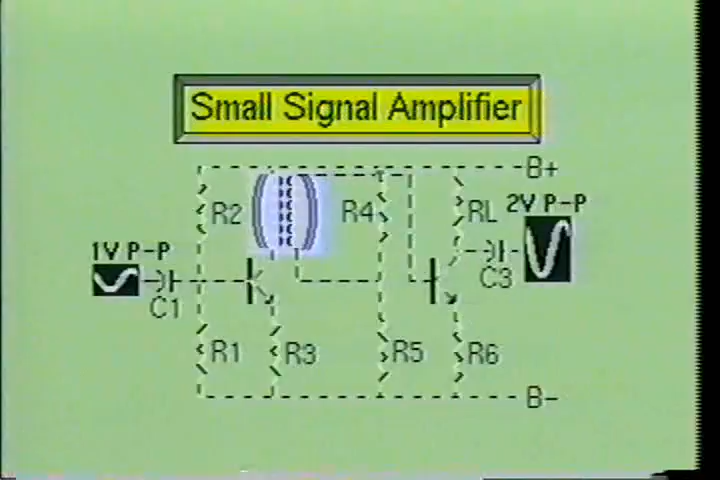 Small Signal Amplifier
B+
R2
R4
RL
2V P-P
1V P-P
C1
C3
R1
R3
R5
R6
B-